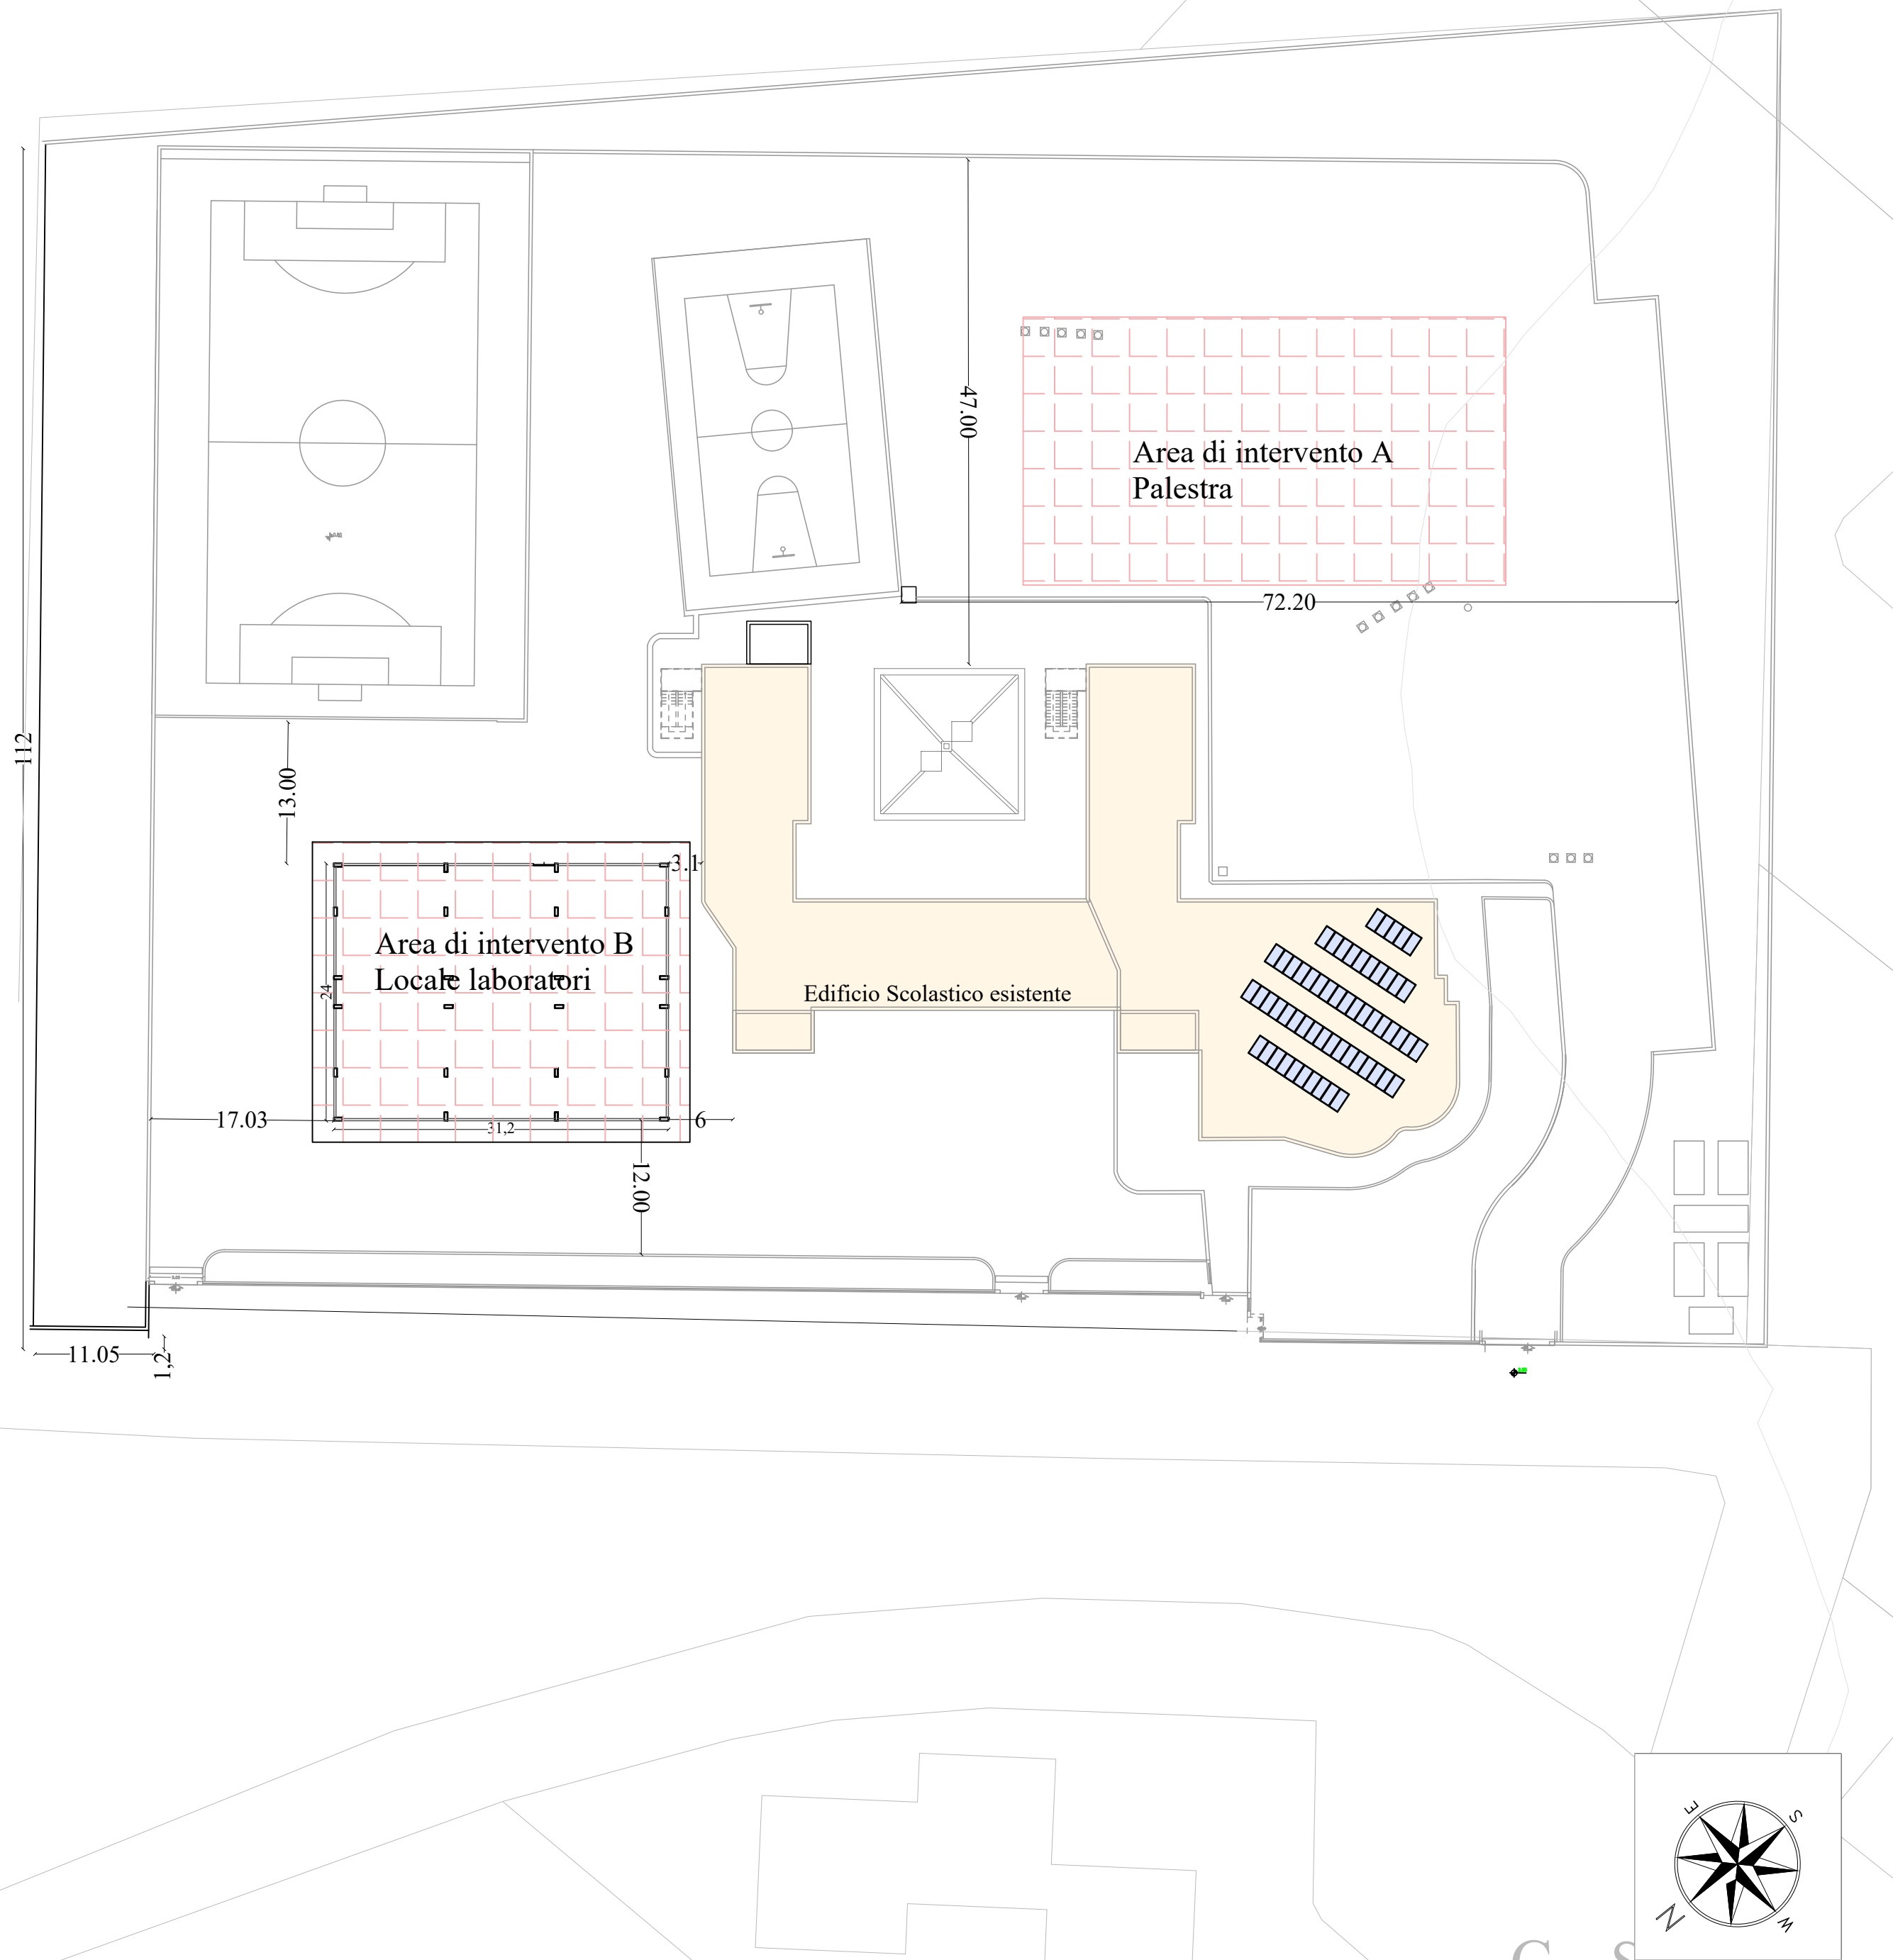 47.00
Area di intervento A
Palestra
72.20
112
13.00
3.1
Area di intervento B
Locale laboratori
24
Edificio Scolastico esistente
17.03
31,2
6
12.00
11.05
1,2
E
S
N
W
C
s